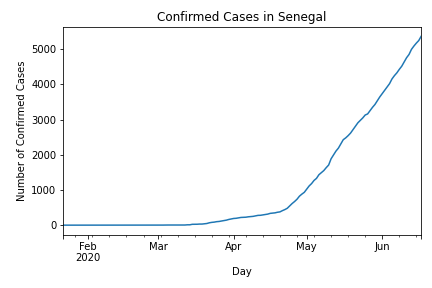 Confirmed Cases in Senegal
Number of Confirmed Cases
5000
4000
3000
2000
1000
0
Feb Mar Apr May Jun
2020
Day